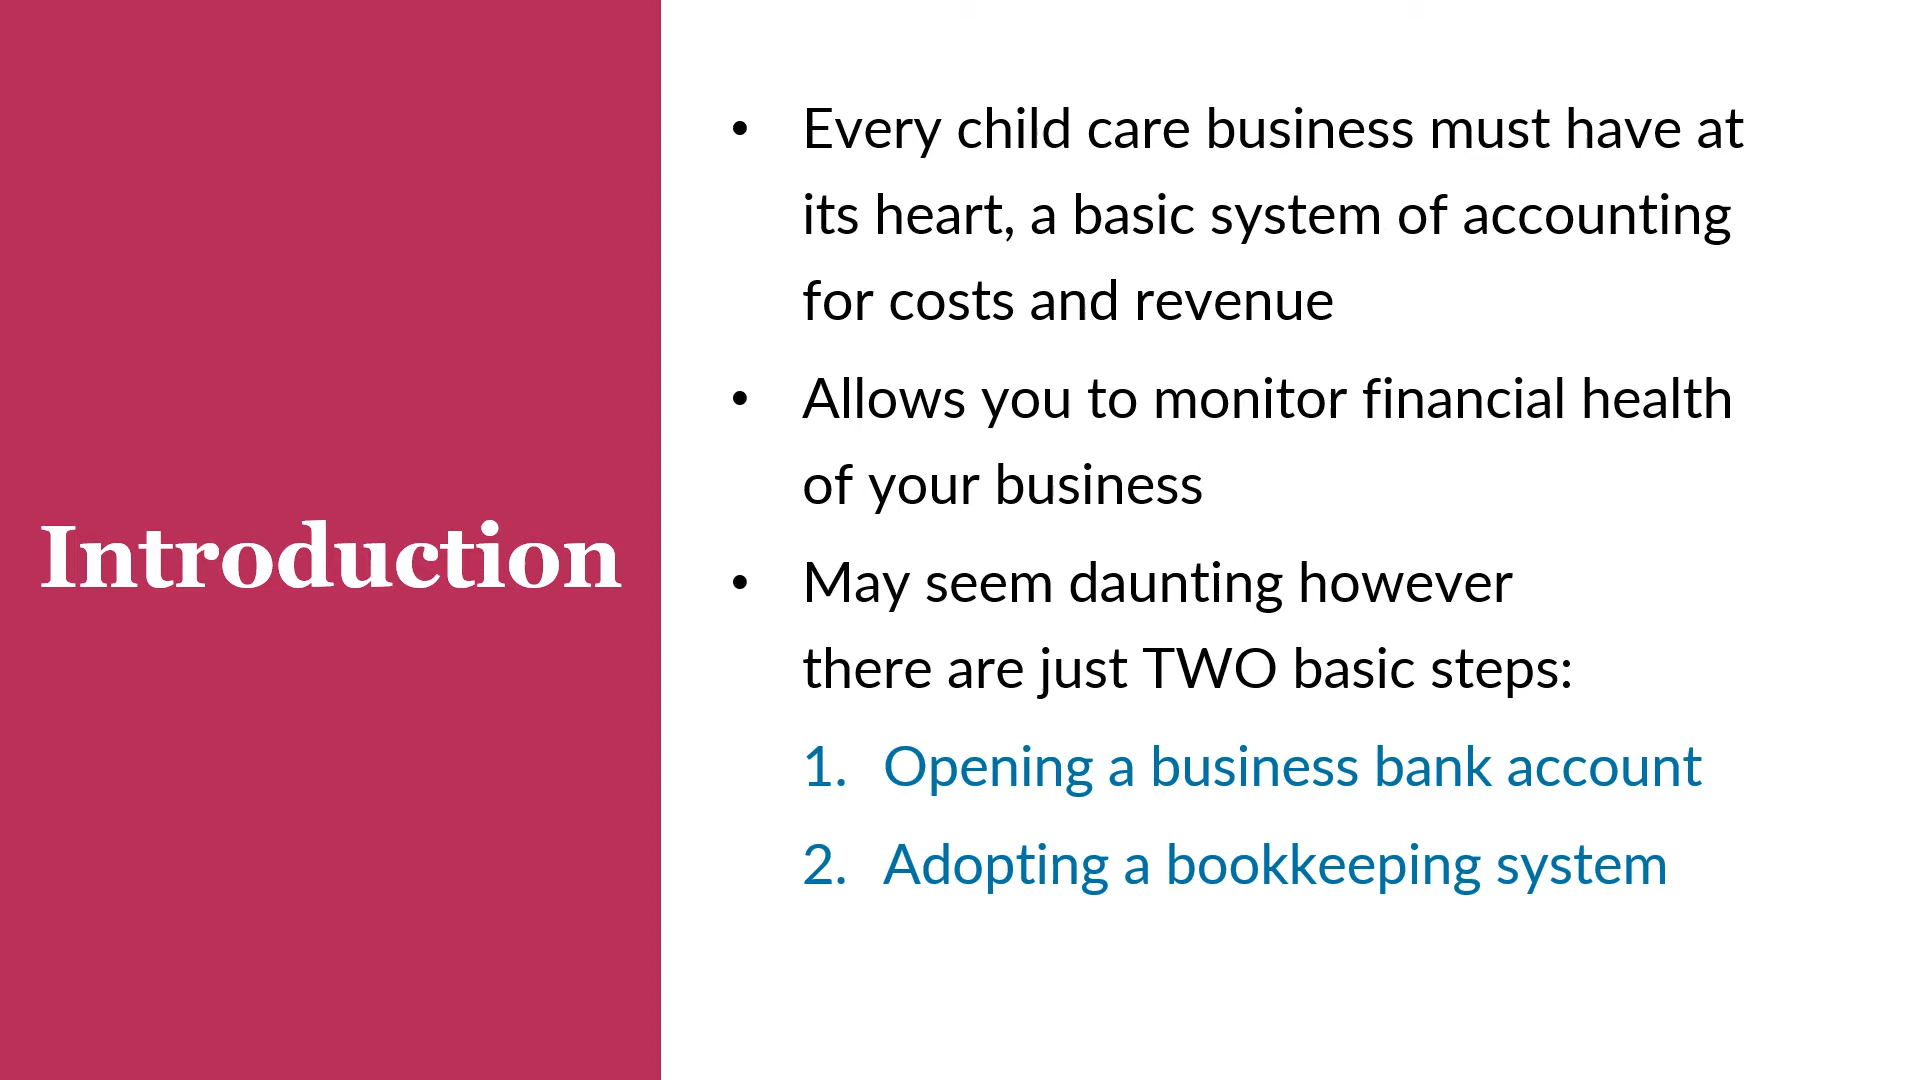 Introduction
• Every child care business must have at
its heart, a basic system of accounting
for costs and revenue
• Allows you to monitor financial health
of your business
• May seem daunting however
there are just TWO basic steps:
1. Opening a business bank account
2. Adopting a bookkeeping system